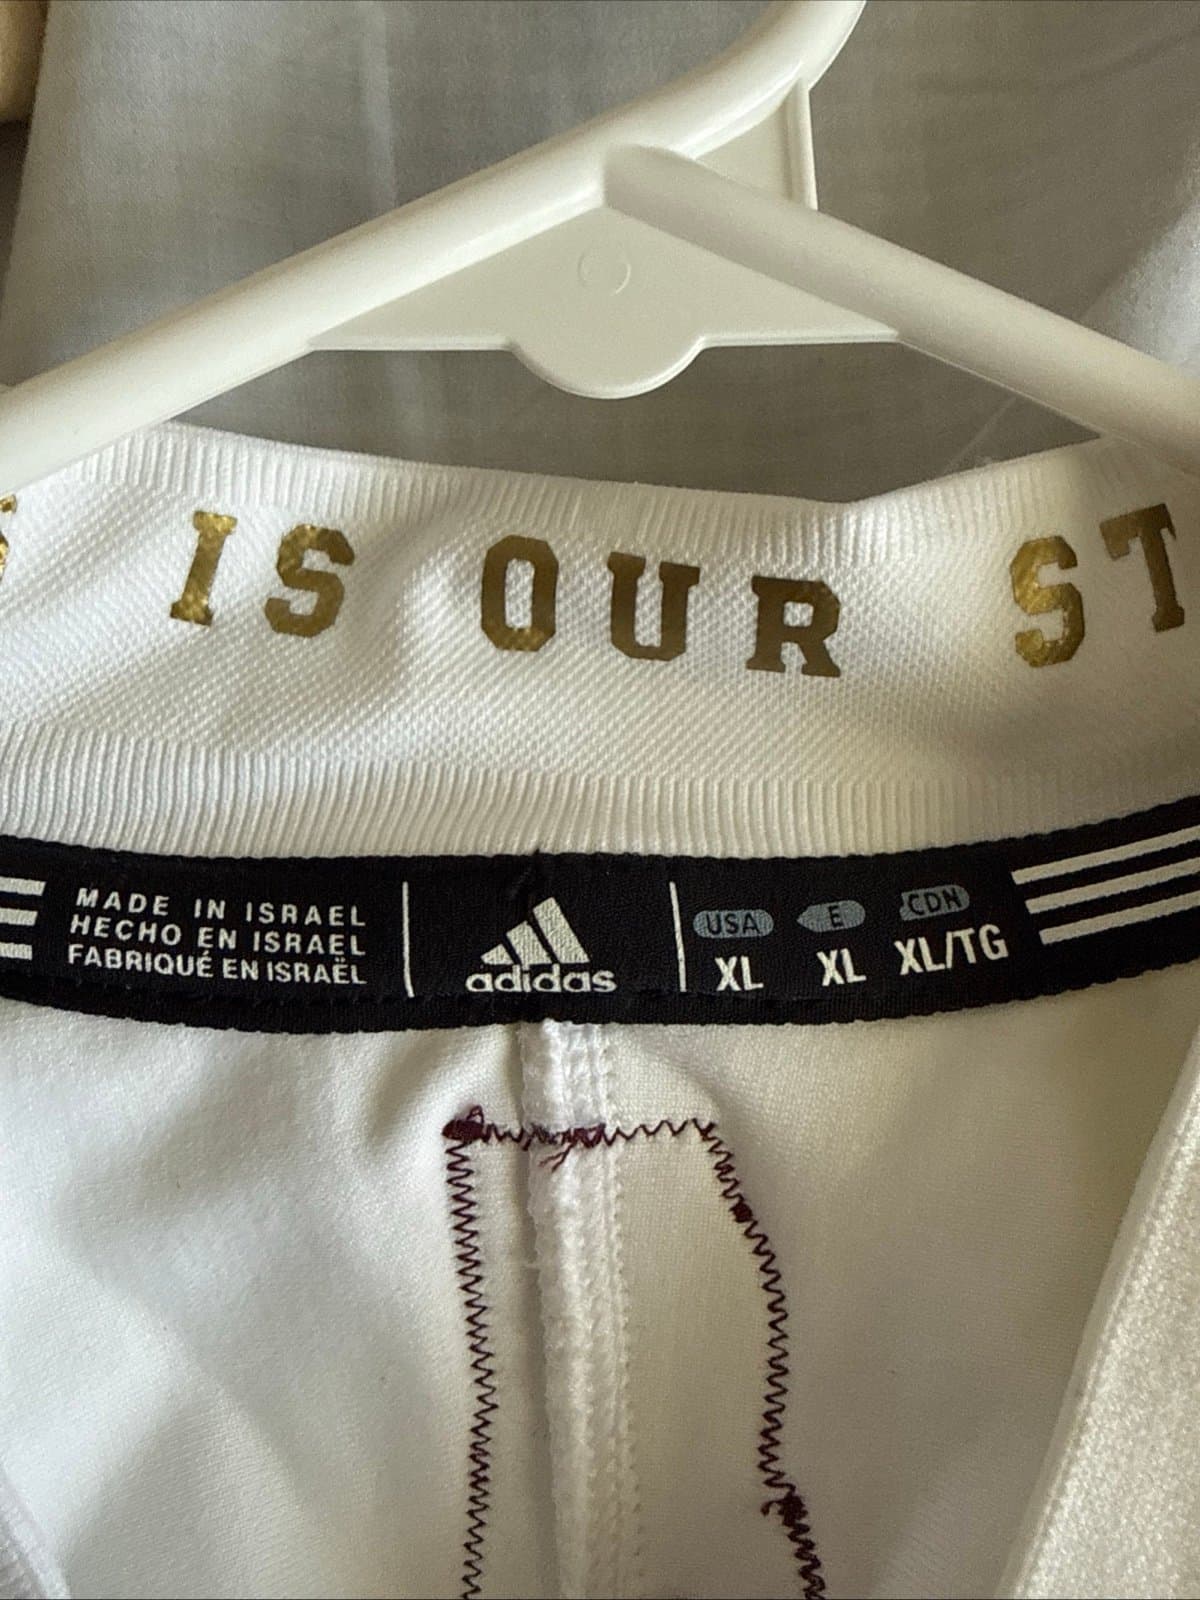 IS OUR ST
MADE IN ISRAEL
HECHO EN ISRAEL
FABRIQUÉ EN ISRAËL
adidas
USA E CDN
XL XL XL/TG